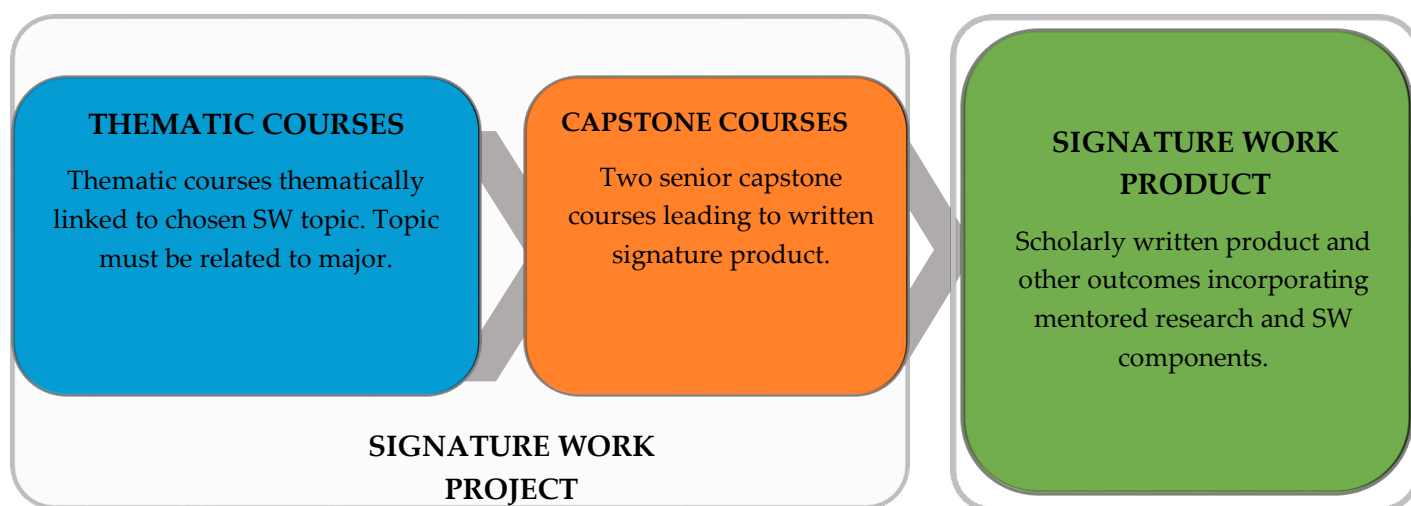 THEMATIC COURSES
Thematic courses thematically
linked to chosen SW topic. Topic
must be related to major.
CAPSTONE COURSES
Two senior capstone
courses leading to written
signature product.
SIGNATURE WORK
PROJECT
SIGNATURE WORK
PRODUCT
Scholarly written product and
other outcomes incorporating
mentored research and SW
components.